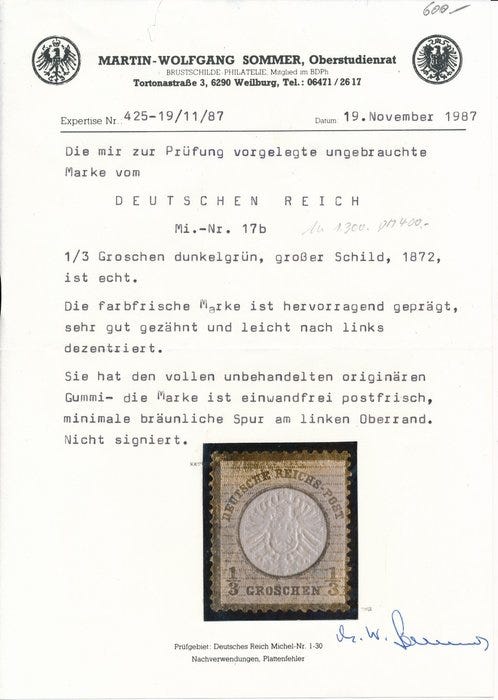 600.-
MARTIN-WOLFGANG SOMMER, Oberstudienrat
BRUSTSCHILDE-PHILATELIE, Mitglied im BDPh
Tortonastraße 3, 6290 Weilburg, Tel.: 06471/2617
Expertise Nr. 425-19/11/87 Datum 19.November 1987
Die mir zur Prüfung vorgelegte ungebrauchte
Marke vom
DEUTSCHEN REICH
Mi.-Nr. 17b 1300.- DM 400,-
1/3 Groschen dunkelgrün, großer Schild, 1872,
ist echt.
Die farbfrische Marke ist hervorragend geprägt,
sehr gut gezähnt und leicht nach links
dezentriert.
Sie hat den vollen unbehandelten originären
Gummi- die Marke ist einwandfrei postfrisch,
minimale bräunliche Spur am linken Oberrand.
Nicht signiert.
DEUTSCHE REICHS-POST
1/3 GROSCHEN 1/3
Prüfgebiet: Deutsches Reich Michel-Nr. 1-30
Nachverwendungen, Plattenfehler